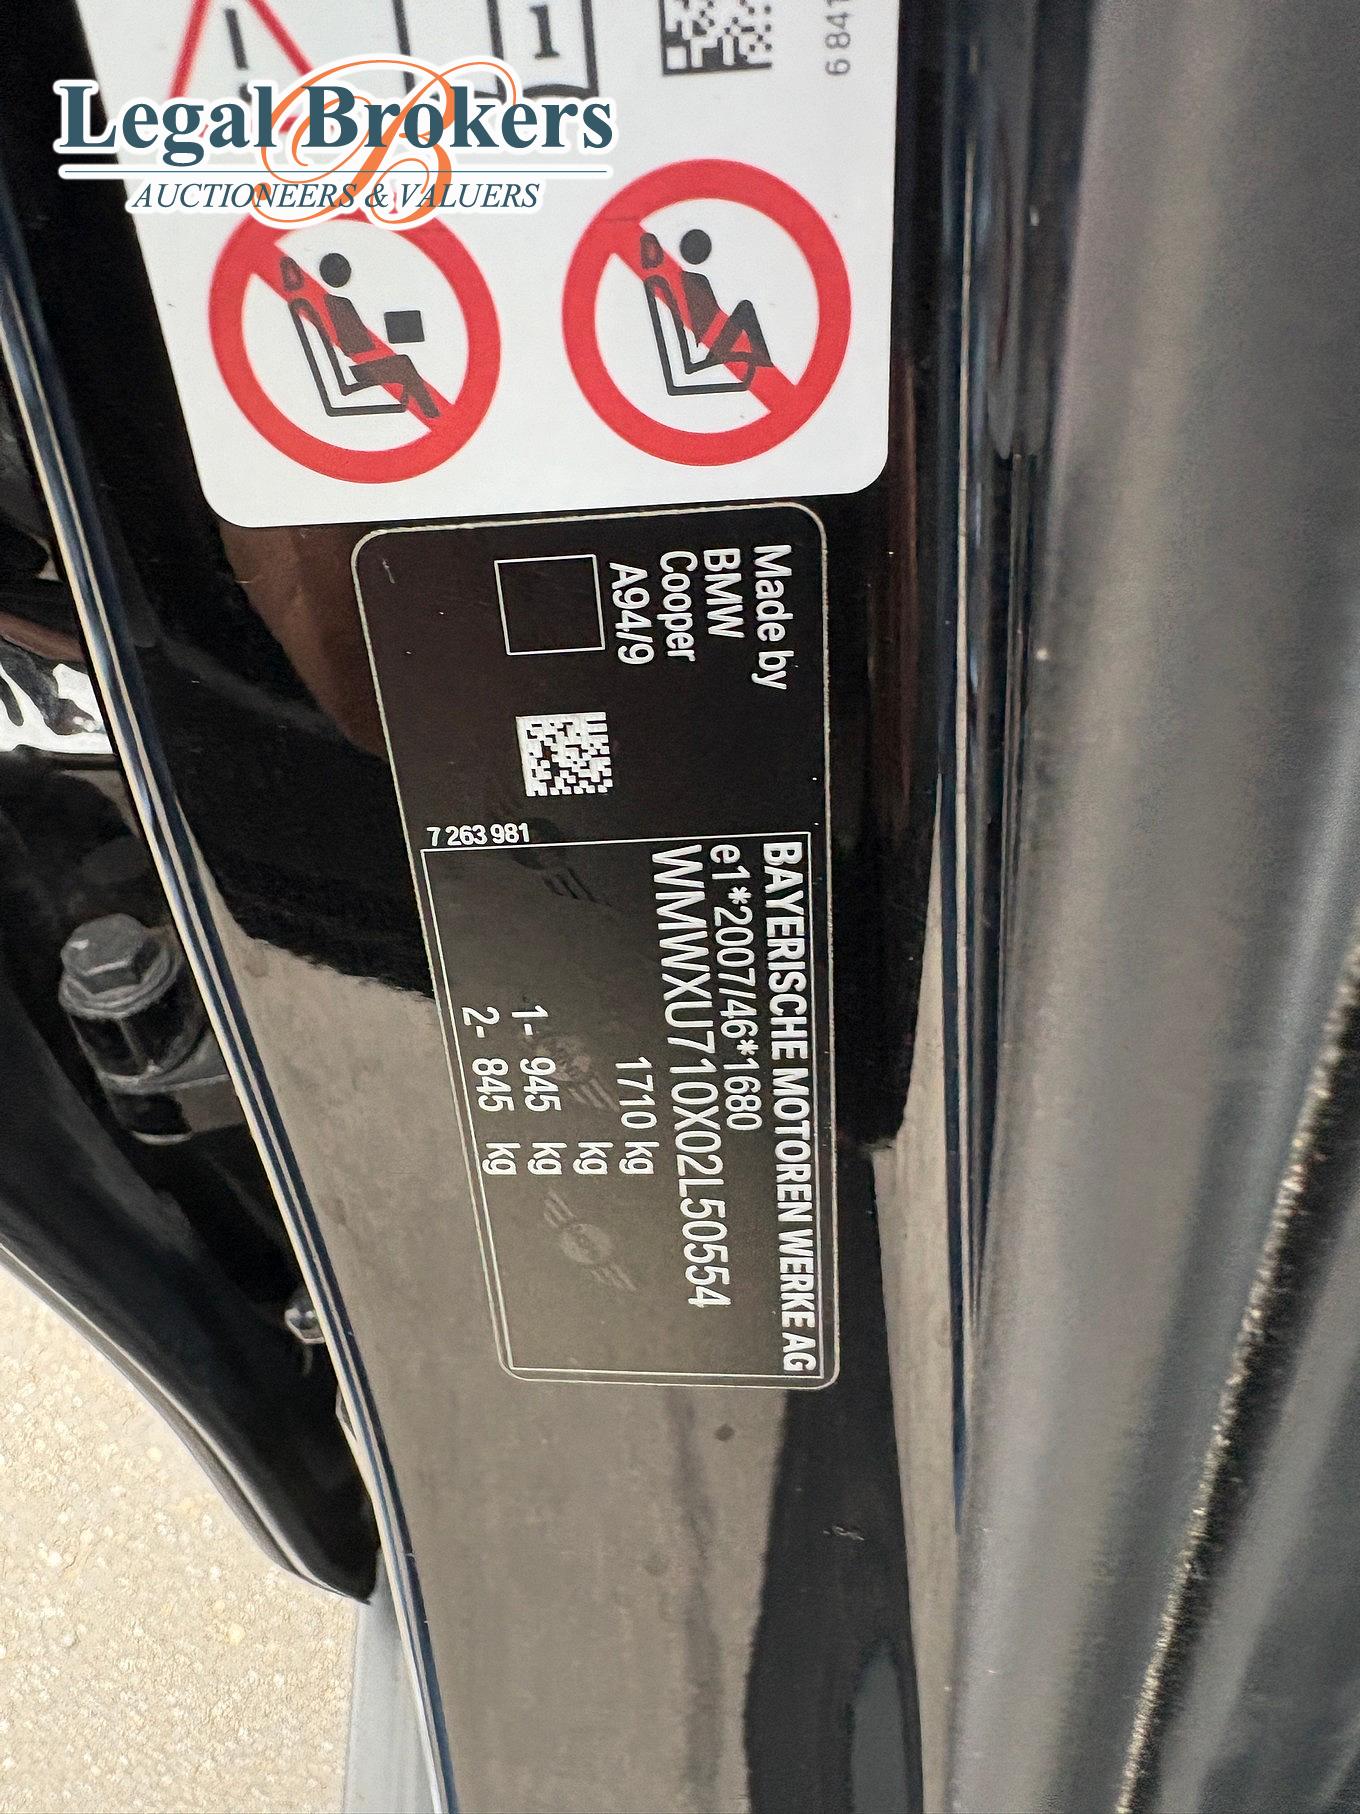 1
6 841
Legal Brokers
AUCTIONEERS & VALUERS
Made by
BMW
Cooper
A94/9
7 263 981
BAYERISCHE MOTOREN WERKE AG
e1*2007/46*1680
WMWXU710X02L50554
1710 kg
kg
1- 945 kg
2- 845 kg